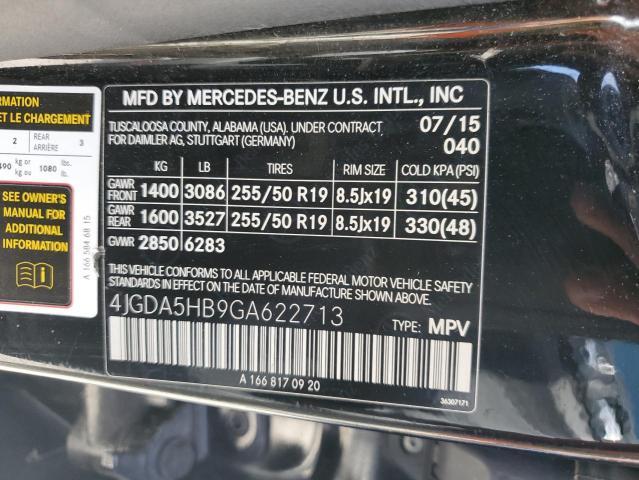 MFD BY MERCEDES-BENZ U.S. INTL., INC
TUSCALOOSA COUNTY, ALABAMA (USA). UNDER CONTRACT 07/15
FOR DAIMLER AG, STUTTGART (GERMANY) 040
KG LB TIRES RIM SIZE COLD KPA (PSI)
GAWR FRONT 1400 3086 255/50 R19 8.5Jx19 310(45)
GAWR REAR 1600 3527 255/50 R19 8.5Jx19 330(48)
GVWR 2850 6283
THIS VEHICLE CONFORMS TO ALL APPLICABLE FEDERAL MOTOR VEHICLE SAFETY
STANDARDS IN EFFECT ON THE DATE OF MANUFACTURE SHOWN ABOVE.
4JGDA5HB9GA622713
TYPE: MPV
A 166 817 09 20
36307171
ET LE CHARGEMENT
2 REAR ARRIÈRE 3
kg or kg ou 1080 lbs. lb.
SEE OWNER'S
MANUAL FOR
ADDITIONAL
INFORMATION
A 166 584 68 15